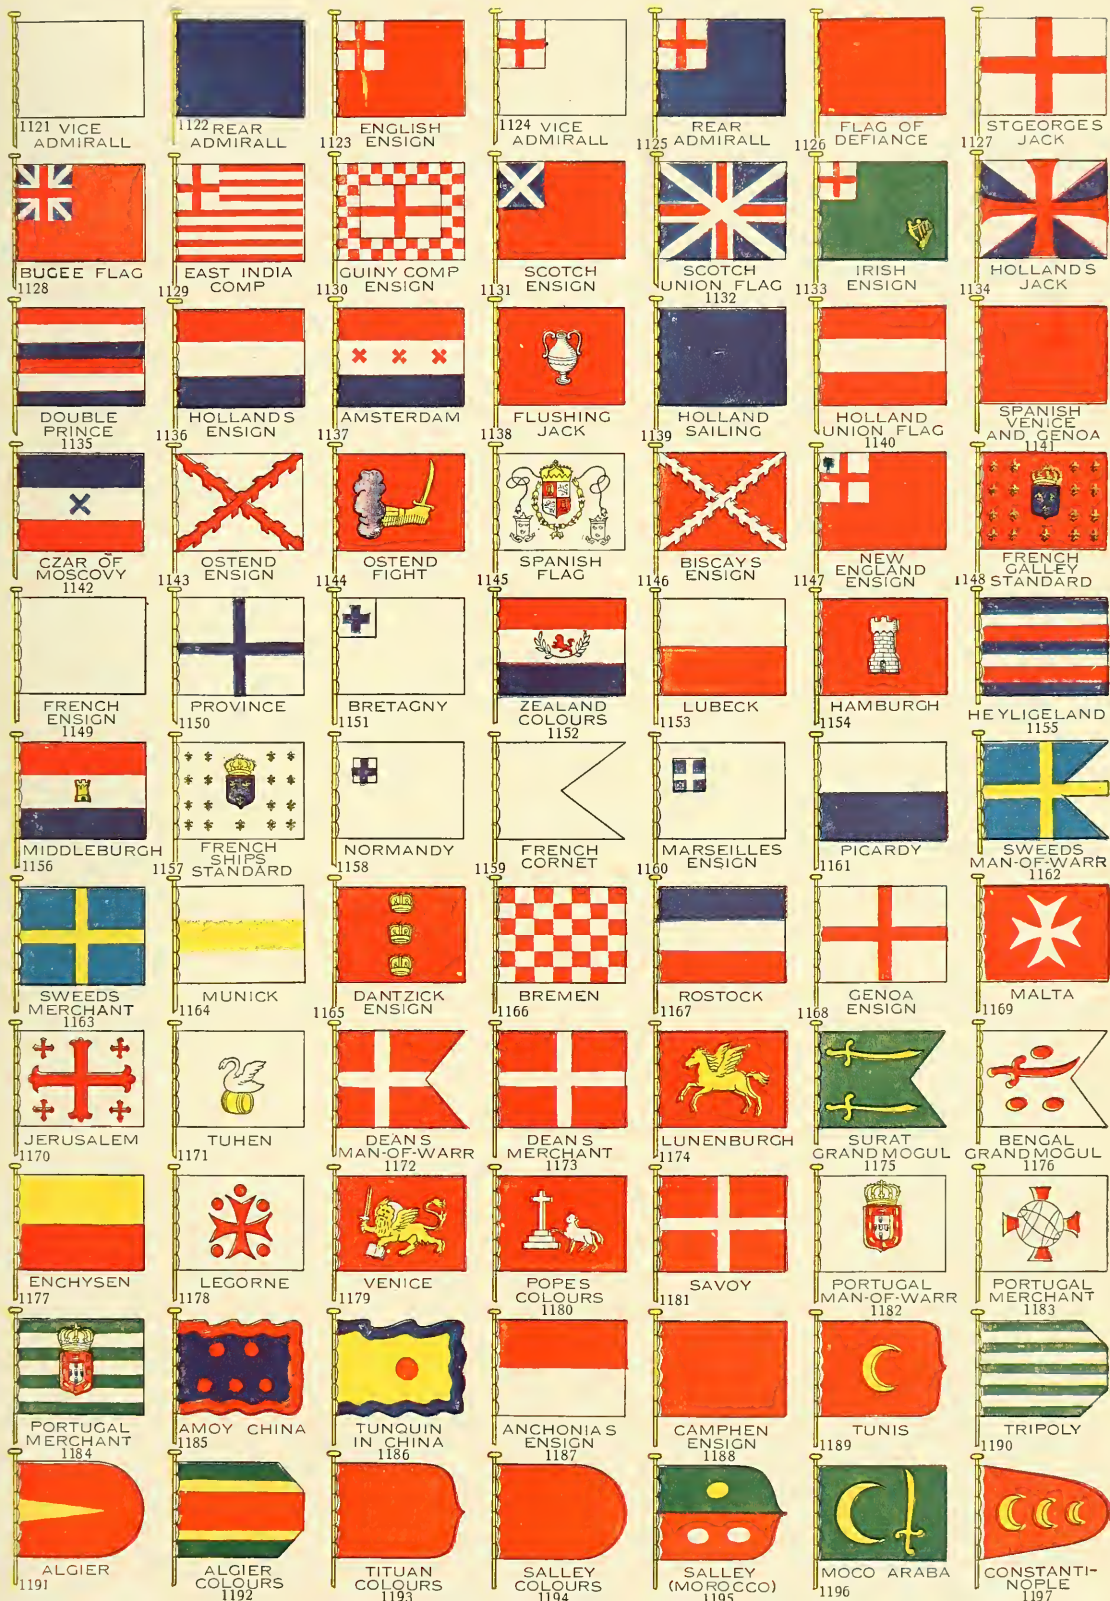 1121 VICE
ADMIRALL
1122 REAR
ADMIRALL
ENGLISH
1123 ENSIGN
1124 VICE
ADMIRALL
REAR
1125 ADMIRALL
FLAG OF
1126 DEFIANCE
ST GEORGES
1127 JACK
BUGEE FLAG
1128
EAST INDIA
1129 COMP
GUINY COMP
1130 ENSIGN
SCOTCH
1131 ENSIGN
SCOTCH
UNION FLAG
1132
IRISH
1133 ENSIGN
HOLLANDS
1134 JACK
DOUBLE
PRINCE
1135
HOLLANDS
1136 ENSIGN
AMSTERDAM
1137
FLUSHING
1138 JACK
HOLLAND
1139 SAILING
HOLLAND
UNION FLAG
1140
SPANISH
VENICE
AND GENOA
1141
CZAR OF
MOSCOVY
1142
OSTEND
1143 ENSIGN
OSTEND
1144 FIGHT
SPANISH
1145 FLAG
BISCAYS
1146 ENSIGN
NEW
ENGLAND
1147 ENSIGN
FRENCH
GALLEY
1148 STANDARD
FRENCH
ENSIGN
1149
PROVINCE
1150
BRETAGNY
1151
ZEALAND
COLOURS
1152
LUBECK
1153
HAMBURGH
1154
HEYLIGELAND
1155
MIDDLEBURGH
1156
FRENCH
SHIPS
1157 STANDARD
NORMANDY
1158
FRENCH
1159 CORNET
MARSEILLES
1160 ENSIGN
PICARDY
1161
SWEEDS
MAN-OF-WARR
1162
SWEEDS
MERCHANT
1163
MUNICK
1164
DANTZICK
1165 ENSIGN
BREMEN
1166
ROSTOCK
1167
GENOA
1168 ENSIGN
MALTA
1169
JERUSALEM
1170
TUHEN
1171
DEANS
MAN-OF-WARR
1172
DEANS
MERCHANT
1173
LUNENBURGH
1174
SURAT
GRAND MOGUL
1175
BENGAL
GRAND MOGUL
1176
ENCHYSEN
1177
LEGORNE
1178
VENICE
1179
POPES
COLOURS
1180
SAVOY
1181
PORTUGAL
MAN-OF-WARR
1182
PORTUGAL
MERCHANT
1183
PORTUGAL
MERCHANT
1184
AMOY CHINA
1185
TUNQUIN
IN CHINA
1186
ANCHONIAS
ENSIGN
1187
CAMPHEN
ENSIGN
1188
TUNIS
1189
TRIPOLY
1190
ALGIER
1191
ALGIER
COLOURS
1192
TITUAN
COLOURS
1193
SALLEY
COLOURS
1194
SALLEY
(MOROCCO)
1195
MOCO ARABA
1196
CONSTANTI-
NOPLE
1197